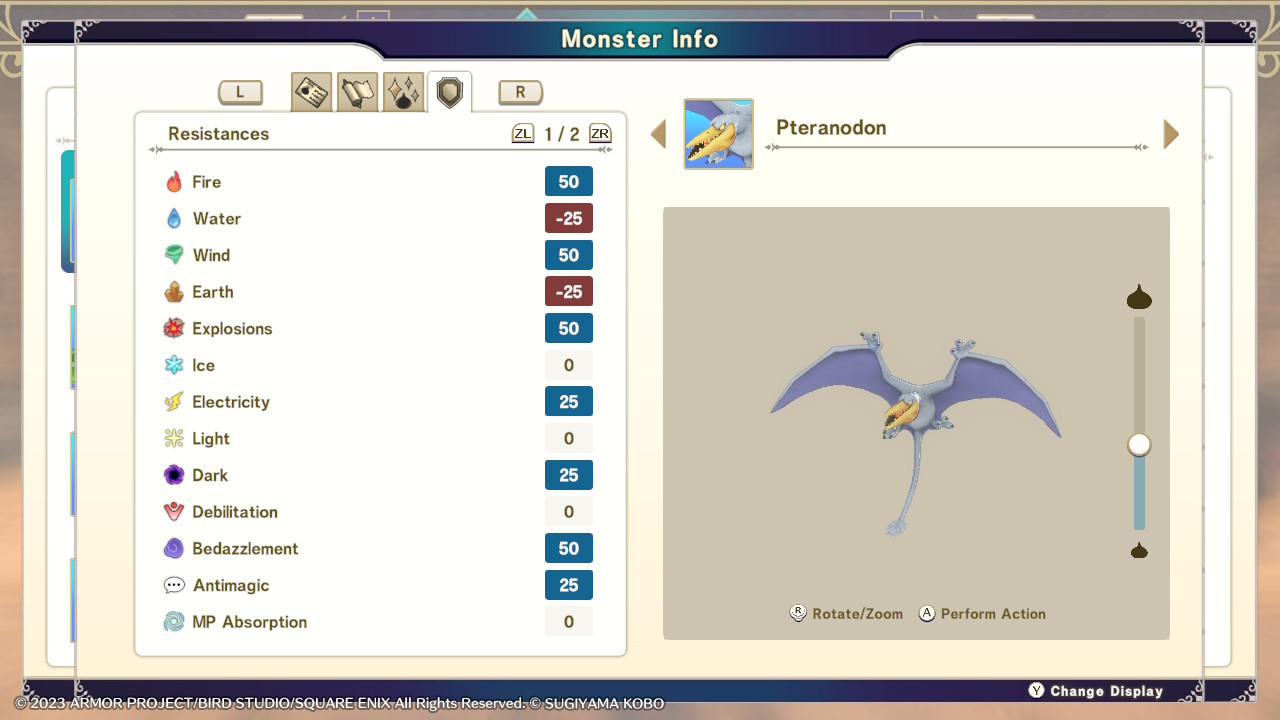 Monster Info
L
R
Resistances
ZL 1 / 2 ZR
Pteranodon
Fire 50
Water -25
Wind 50
Earth -25
Explosions 50
Ice 0
Electricity 25
Light 0
Dark 25
Debilitation 0
Bedazzlement 50
Antimagic 25
MP Absorption 0
R Rotate/Zoom A Perform Action
Y Change Display
© 2023 ARMOR PROJECT/BIRD STUDIO/SQUARE ENIX All Rights Reserved. © SUGIYAMA KOBO